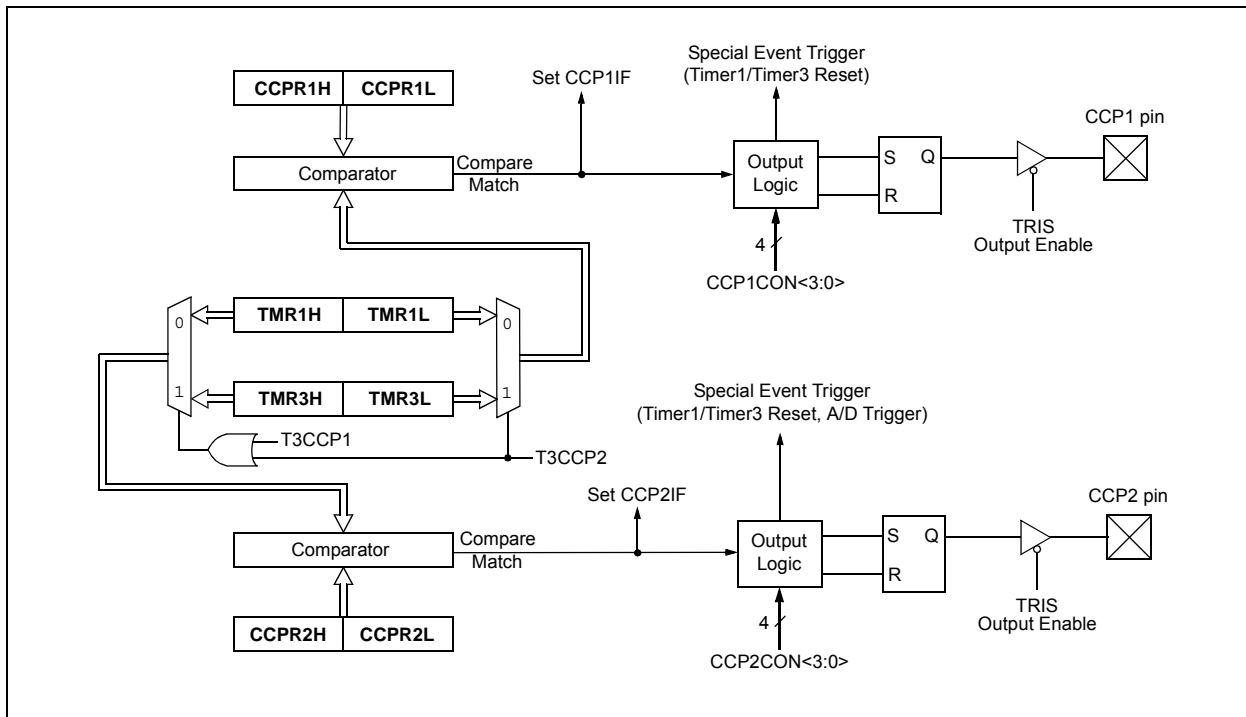 CCPR1H CCPR1L
Set CCP1IF
Special Event Trigger
(Timer1/Timer3 Reset)
CCP1 pin
Comparator
Compare
Match
Output
Logic
S Q
R
TRIS
Output Enable
4
CCP1CON<3:0>
0
TMR1H TMR1L
0
1
TMR3H TMR3L
1
T3CCP1
T3CCP2
Special Event Trigger
(Timer1/Timer3 Reset, A/D Trigger)
Set CCP2IF
CCP2 pin
Comparator
Compare
Match
Output
Logic
S Q
R
TRIS
Output Enable
CCPR2H CCPR2L
4
CCP2CON<3:0>